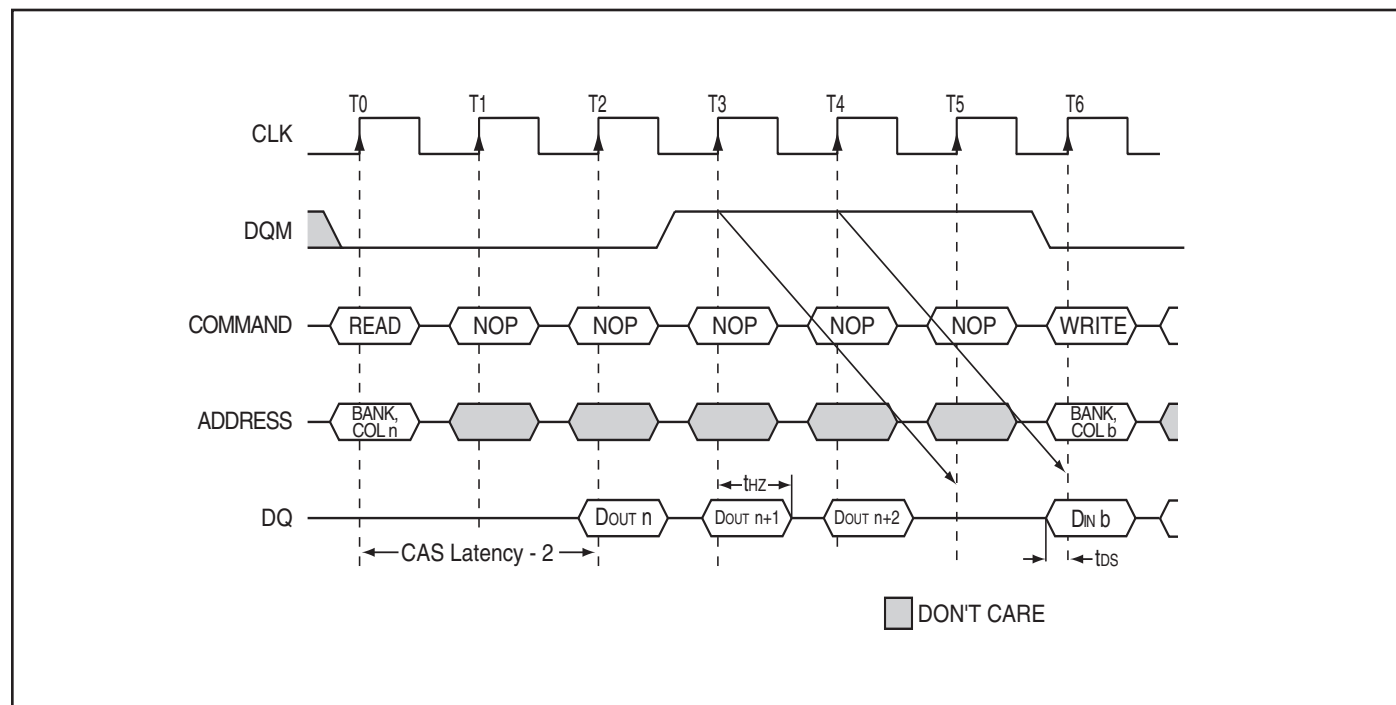 T0 T1 T2 T3 T4 T5 T6
CLK
DQM
COMMAND READ NOP NOP NOP NOP NOP WRITE
ADDRESS BANK, COL n BANK, COL b
tHZ
DQ DOUT n DOUT n+1 DOUT n+2 DIN b
CAS Latency - 2 tDS
DON'T CARE